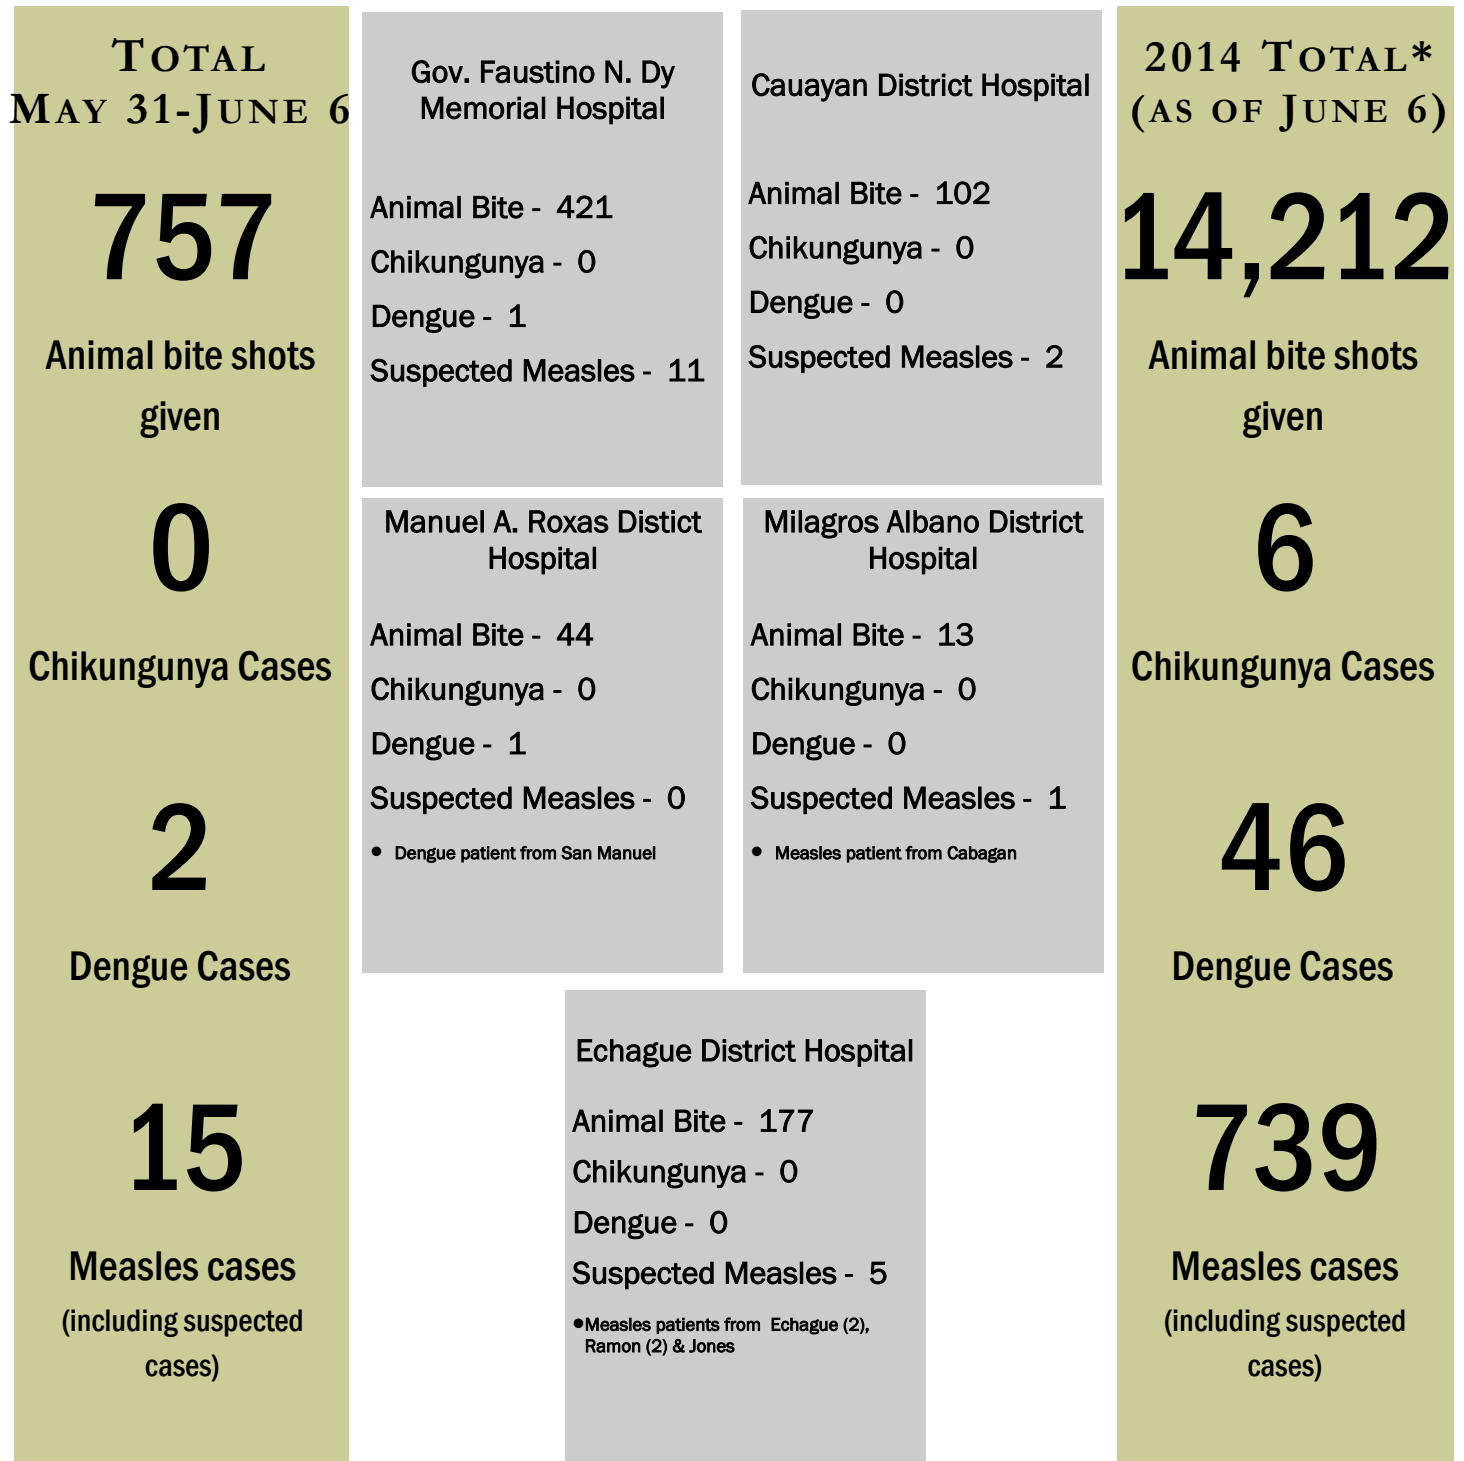 Total
May 31-June 6
757
Animal bite shots
given
0
Chikungunya Cases
2
Dengue Cases
15
Measles cases
(including suspected
cases)
Gov. Faustino N. Dy
Memorial Hospital
Animal Bite - 421
Chikungunya - 0
Dengue - 1
Suspected Measles - 11
Cauayan District Hospital
Animal Bite - 102
Chikungunya - 0
Dengue - 0
Suspected Measles - 2
Manuel A. Roxas Distict
Hospital
Animal Bite - 44
Chikungunya - 0
Dengue - 1
Suspected Measles - 0
• Dengue patient from San Manuel
Milagros Albano District
Hospital
Animal Bite - 13
Chikungunya - 0
Dengue - 0
Suspected Measles - 1
• Measles patient from Cabagan
Echague District Hospital
Animal Bite - 177
Chikungunya - 0
Dengue - 0
Suspected Measles - 5
•Measles patients from Echague (2),
Ramon (2) & Jones
2014 Total*
(as of June 6)
14,212
Animal bite shots
given
6
Chikungunya Cases
46
Dengue Cases
739
Measles cases
(including suspected
cases)